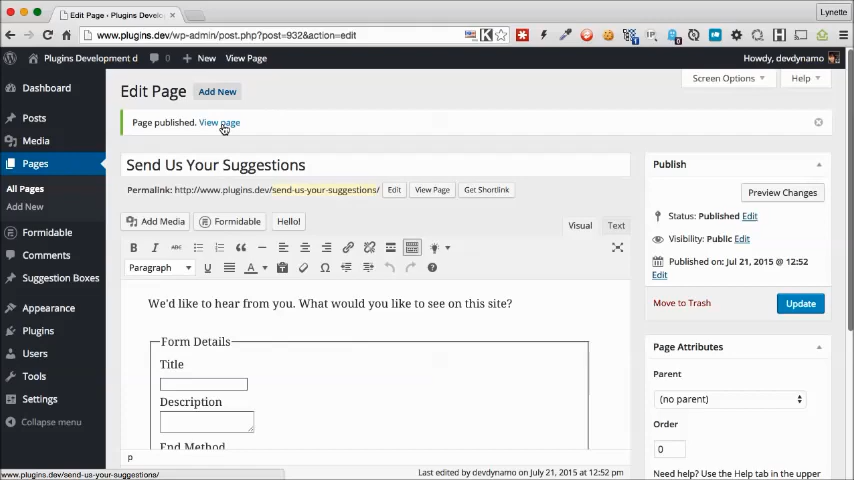 Edit Page ‹ Plugins Develo
Lynette
www.plugins.dev/wp-admin/post.php?post=932&action=edit
Plugins Development d
0
New
View Page
Howdy, devdynamo
Dashboard
Posts
Media
Pages
All Pages
Add New
Formidable
Comments
Suggestion Boxes
Appearance
Plugins
Users
Tools
Settings
Collapse menu
Screen Options
Help
Edit Page
Add New
Page published. View page
Send Us Your Suggestions
Permalink: http://www.plugins.dev/send-us-your-suggestions/ Edit View Page Get Shortlink
Add Media
Formidable
Hello!
Visual
Text
B I ABC
Paragraph
U A Ω
We'd like to hear from you. What would you like to see on this site?
Form Details
Title
Description
End Method
p
Last edited by devdynamo on July 21, 2015 at 12:52 pm
Publish
Preview Changes
Status: Published Edit
Visibility: Public Edit
Published on: Jul 21, 2015 @ 12:52
Edit
Move to Trash
Update
Page Attributes
Parent
(no parent)
Order
0
Need help? Use the Help tab in the upper
www.plugins.dev/send-us-your-suggestions/